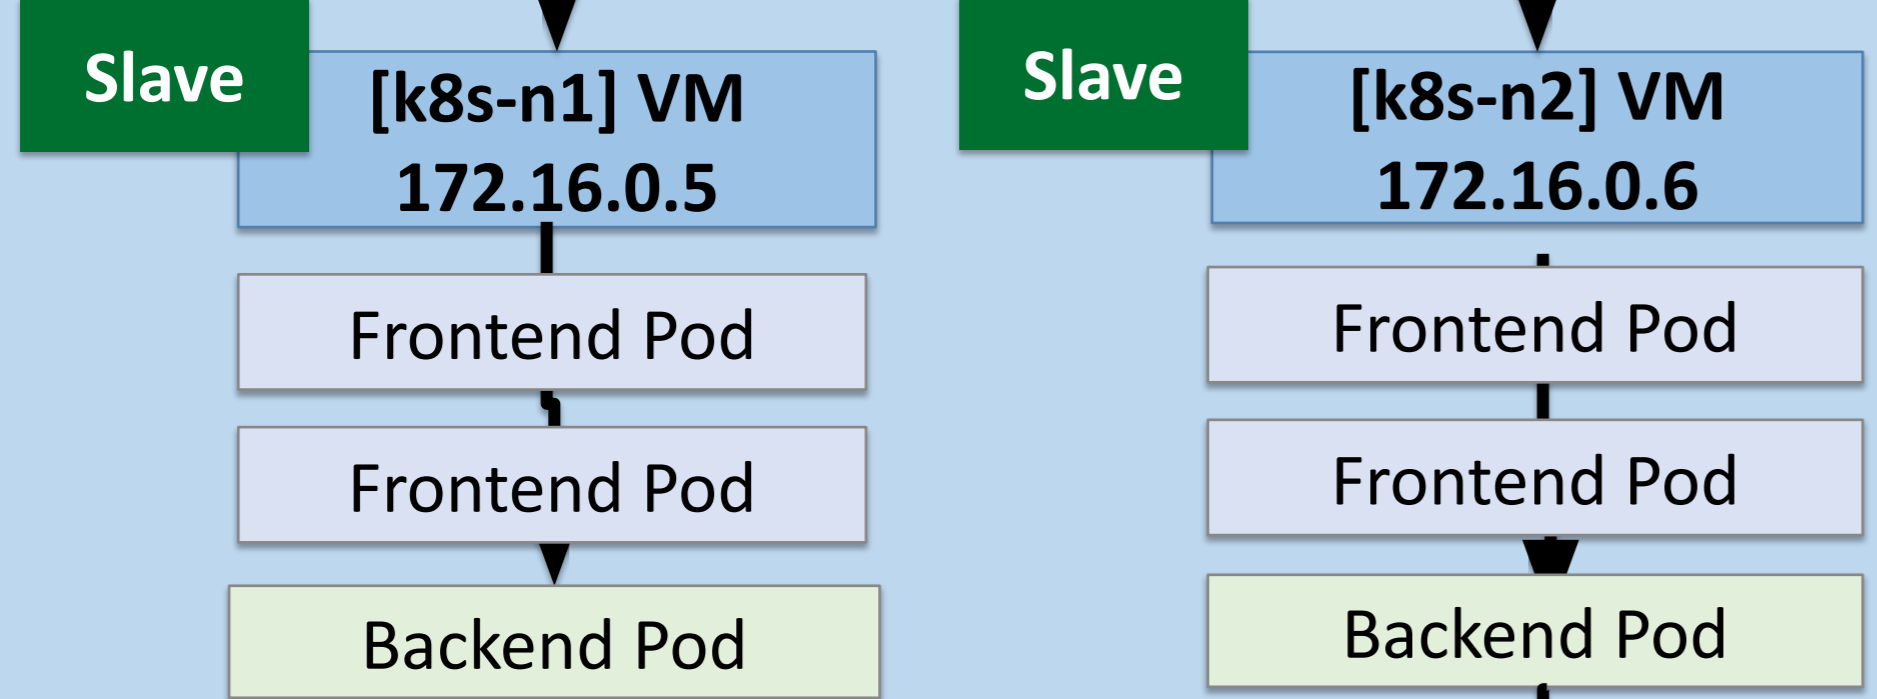 Slave
[k8s-n1] VM
172.16.0.5
Frontend Pod
Frontend Pod
Backend Pod
Slave
[k8s-n2] VM
172.16.0.6
Frontend Pod
Frontend Pod
Backend Pod